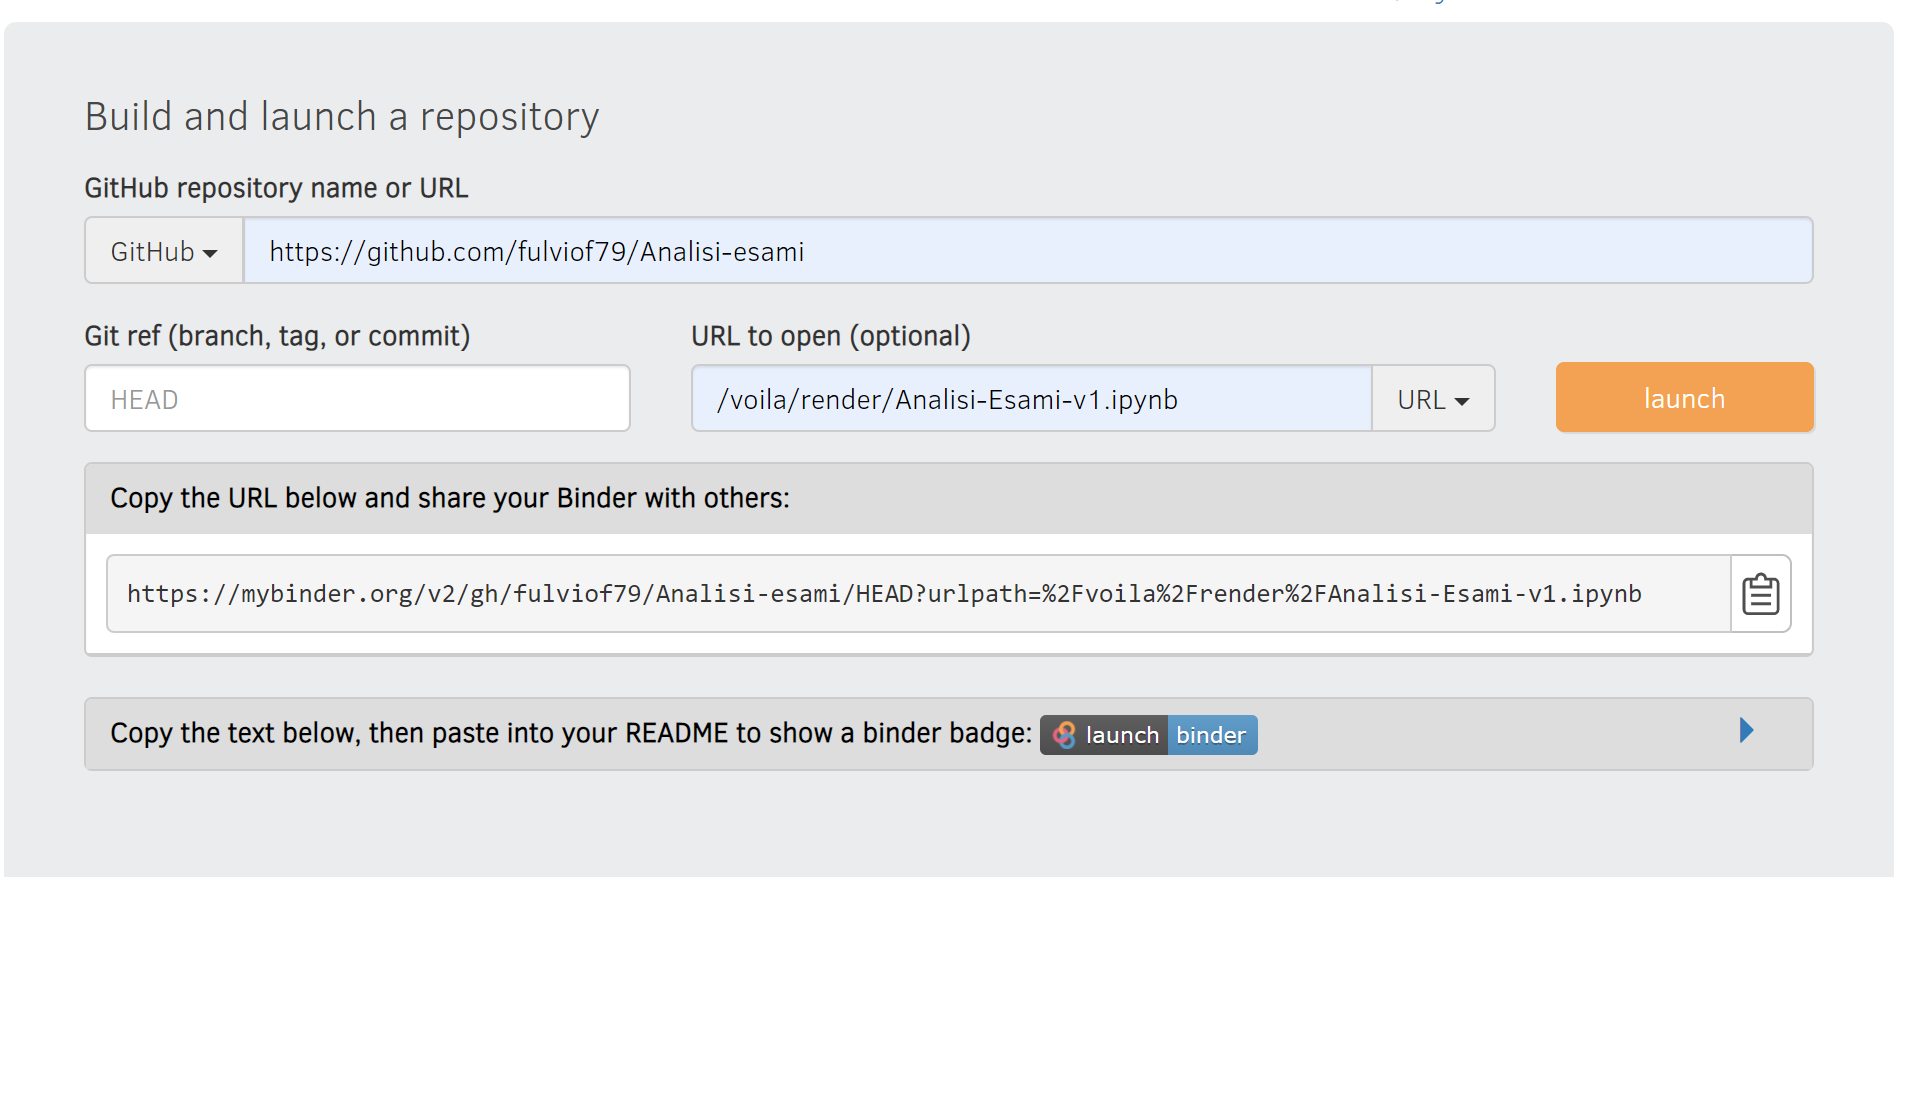 Build and launch a repository
GitHub repository name or URL
GitHub https://github.com/fulviof79/Analisi-esami
Git ref (branch, tag, or commit) URL to open (optional)
HEAD /voila/render/Analisi-Esami-v1.ipynb URL launch
Copy the URL below and share your Binder with others:
https://mybinder.org/v2/gh/fulviof79/Analisi-esami/HEAD?urlpath=%2Fvoila%2Frender%2FAnalisi-Esami-v1.ipynb
Copy the text below, then paste into your README to show a binder badge: launch binder